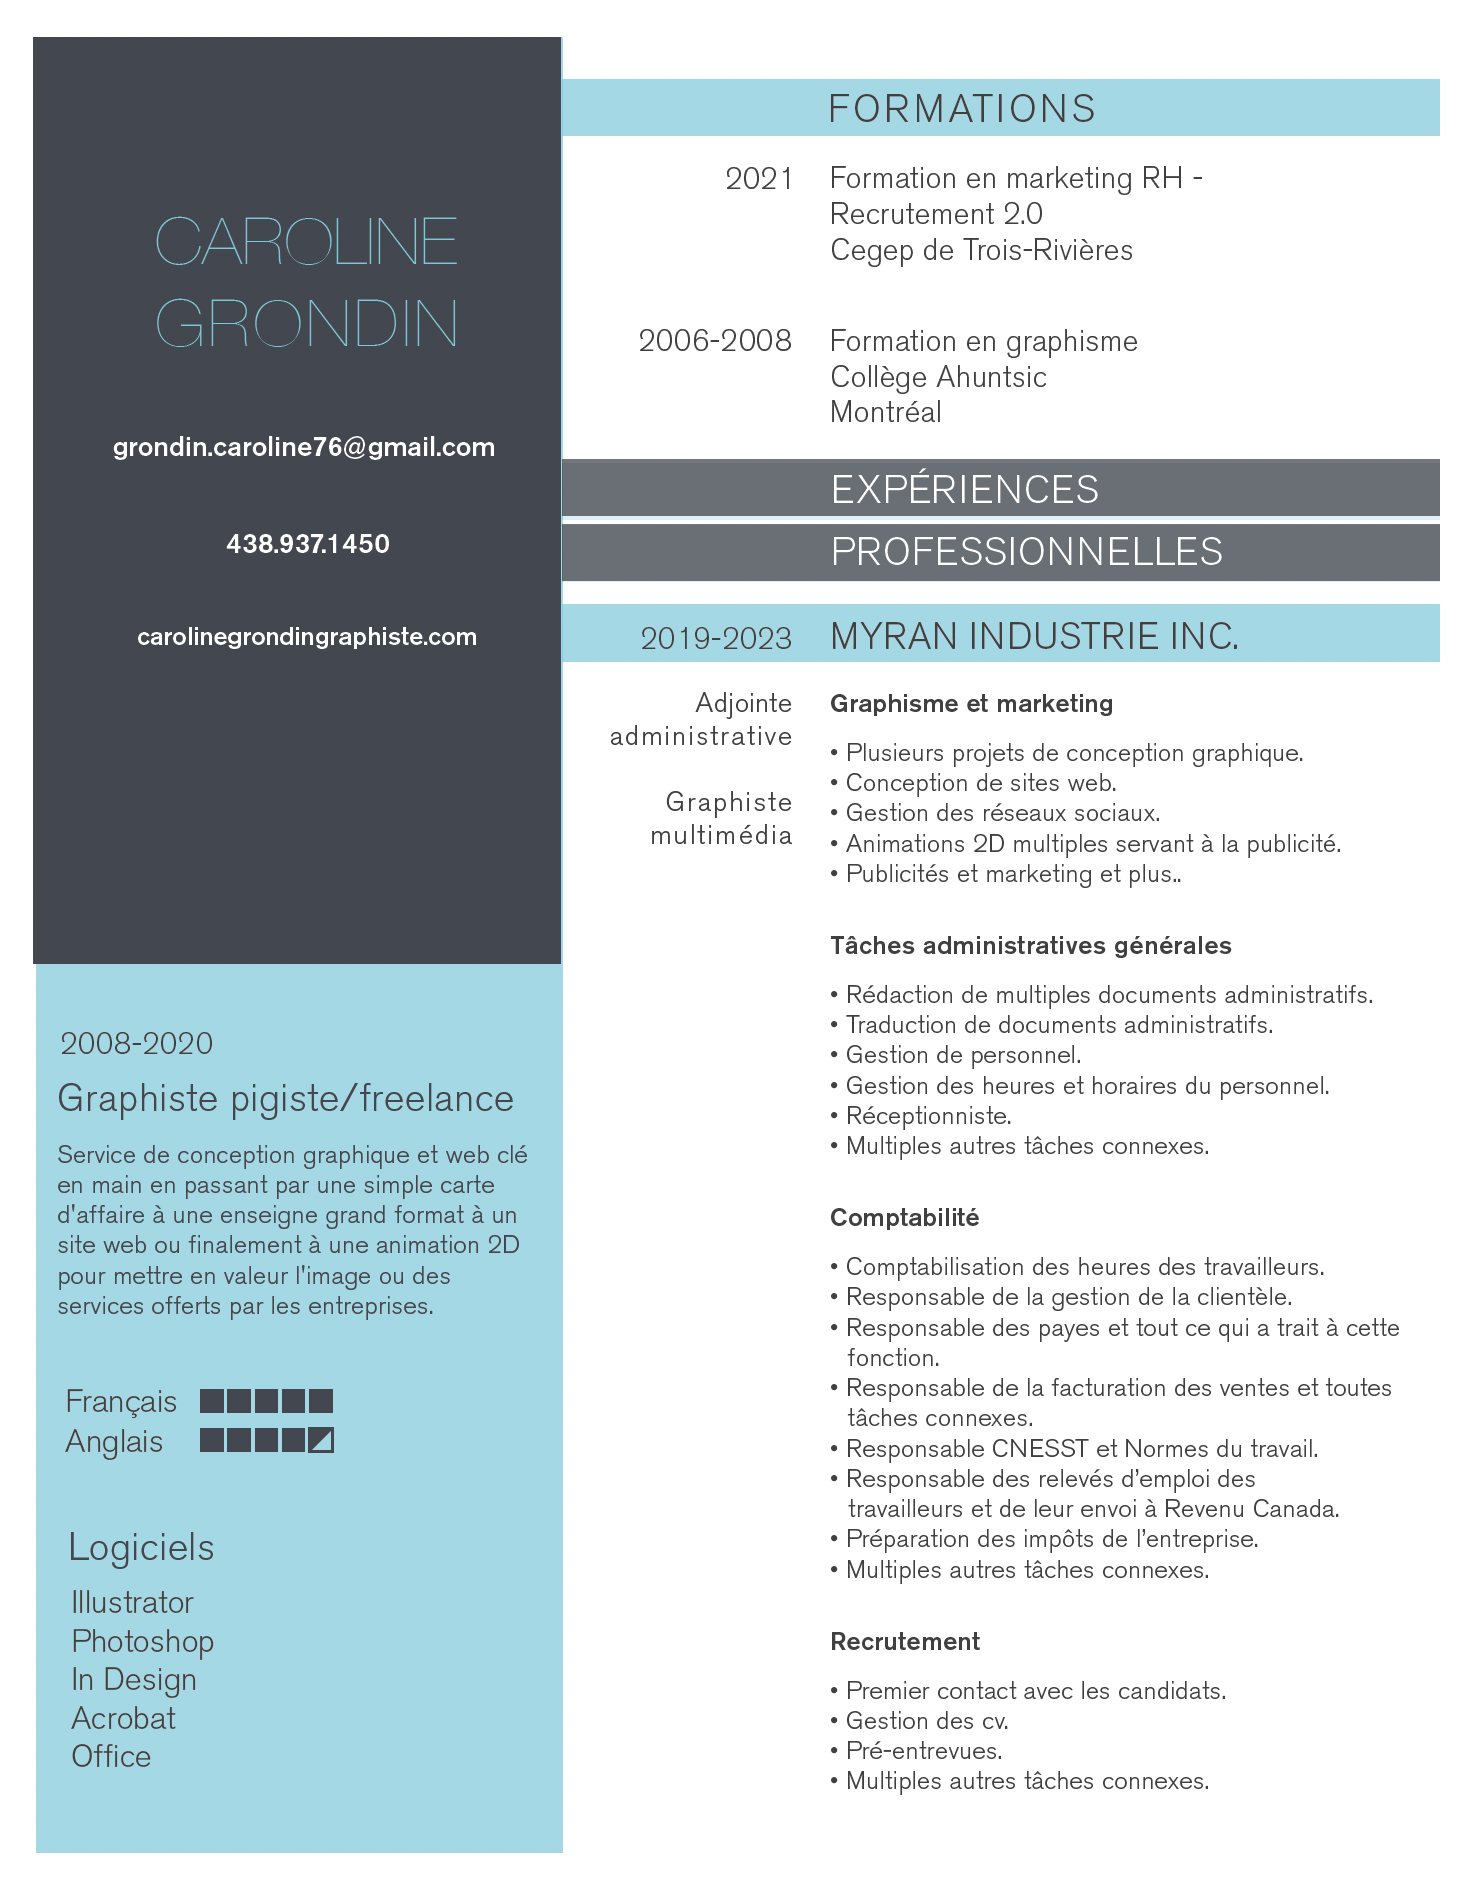 CAROLINE
GRONDIN
grondin.caroline76@gmail.com
438.937.1450
carolinegrondingraphiste.com
2008-2020
Graphiste pigiste/freelance
Service de conception graphique et web clé
en main en passant par une simple carte
d'affaire à une enseigne grand format à un
site web ou finalement à une animation 2D
pour mettre en valeur l'image ou des
services offerts par les entreprises.
Français
Anglais
Logiciels
Illustrator
Photoshop
In Design
Acrobat
Office
FORMATIONS
2021 Formation en marketing RH -
Recrutement 2.0
Cegep de Trois-Rivières
2006-2008 Formation en graphisme
Collège Ahuntsic
Montréal
EXPÉRIENCES
PROFESSIONNELLES
2019-2023 MYRAN INDUSTRIE INC.
Adjointe
administrative
Graphiste
multimédia
Graphisme et marketing
• Plusieurs projets de conception graphique.
• Conception de sites web.
• Gestion des réseaux sociaux.
• Animations 2D multiples servant à la publicité.
• Publicités et marketing et plus..
Tâches administratives générales
• Rédaction de multiples documents administratifs.
• Traduction de documents administratifs.
• Gestion de personnel.
• Gestion des heures et horaires du personnel.
• Réceptionniste.
• Multiples autres tâches connexes.
Comptabilité
• Comptabilisation des heures des travailleurs.
• Responsable de la gestion de la clientèle.
• Responsable des payes et tout ce qui a trait à cette
fonction.
• Responsable de la facturation des ventes et toutes
tâches connexes.
• Responsable CNESST et Normes du travail.
• Responsable des relevés d’emploi des
travailleurs et de leur envoi à Revenu Canada.
• Préparation des impôts de l’entreprise.
• Multiples autres tâches connexes.
Recrutement
• Premier contact avec les candidats.
• Gestion des cv.
• Pré-entrevues.
• Multiples autres tâches connexes.